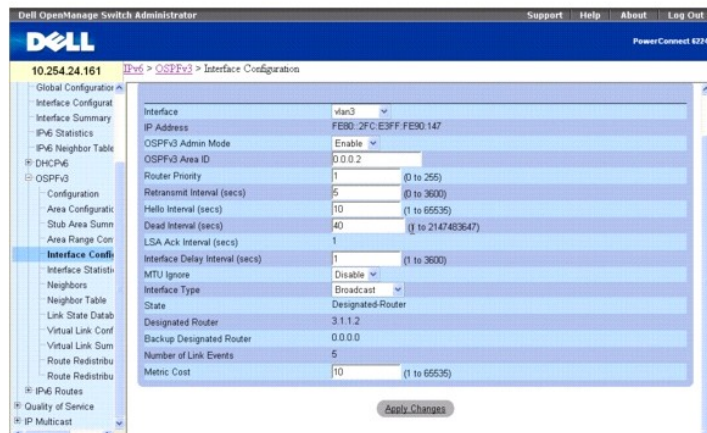 Dell OpenManage Switch Administrator
Support Help About Log Out
DELL
PowerConnect 6224
10.254.24.161
IPv6 > OSPFv3 > Interface Configuration
Global Configuration
Interface Configurat
Interface Summary
IPv6 Statistics
IPv6 Neighbor Table
DHCPv6
OSPFv3
Configuration
Area Configuratic
Stub Area Summ
Area Range Con
Interface Confi
Interface Statisti
Neighbors
Neighbor Table
Link State Datab
Virtual Link Conf
Virtual Link Sum
Route Redistribu
Route Redistribu
IPv6 Routes
Quality of Service
IP Multicast
Interface vlan3
IP Address FE80::2FC:E3FF:FE90:147
OSPFv3 Admin Mode Enable
OSPFv3 Area ID 0.0.0.2
Router Priority 1 (0 to 255)
Retransmit Interval (secs) 5 (0 to 3600)
Hello Interval (secs) 10 (1 to 65535)
Dead Interval (secs) 40 (1 to 2147483647)
LSA Ack Interval (secs) 1
Interface Delay Interval (secs) 1 (1 to 3600)
MTU Ignore Disable
Interface Type Broadcast
State Designated-Router
Designated Router 3.1.1.2
Backup Designated Router 0.0.0.0
Number of Link Events 5
Metric Cost 10 (1 to 65535)
Apply Changes